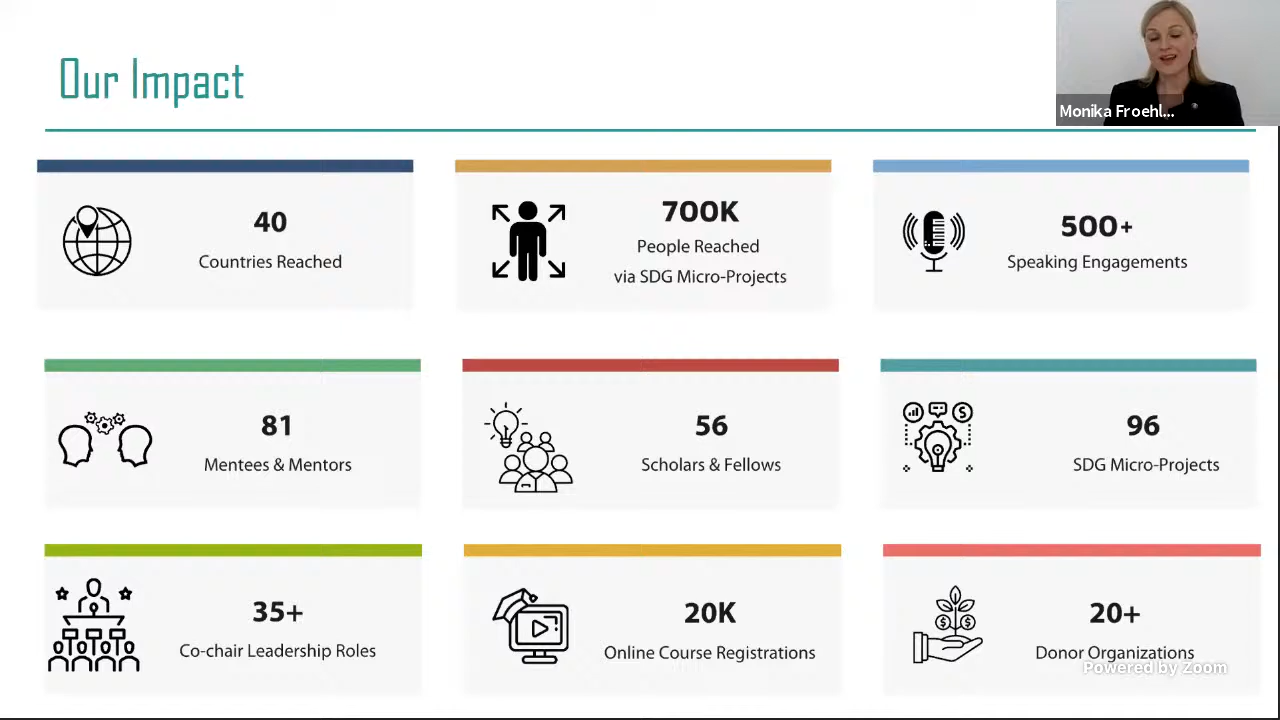 Our Impact
Monika Froehl...
40
Countries Reached
700K
People Reached
via SDG Micro-Projects
500+
Speaking Engagements
81
Mentees & Mentors
56
Scholars & Fellows
96
SDG Micro-Projects
35+
Co-chair Leadership Roles
20K
Online Course Registrations
20+
Donor Organizations
Powered by Zoom